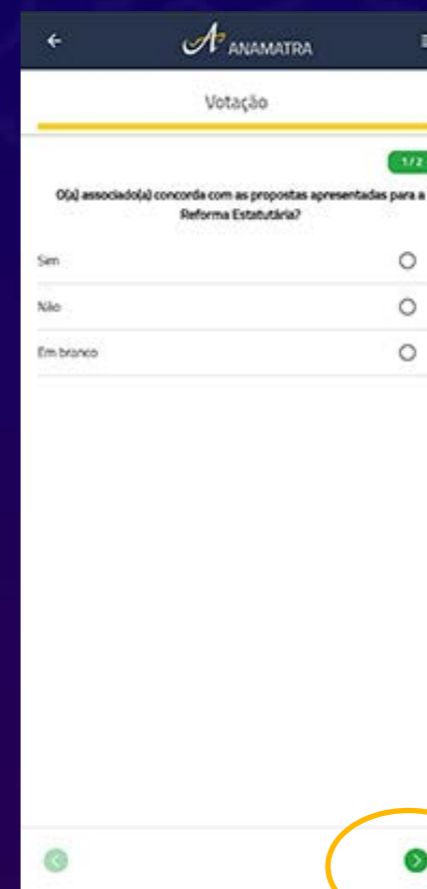 ANAMATRA
Votação
1/2
O(a) associado(a) concorda com as propostas apresentadas para a
Reforma Estatutária?
Sim
Não
Em branco